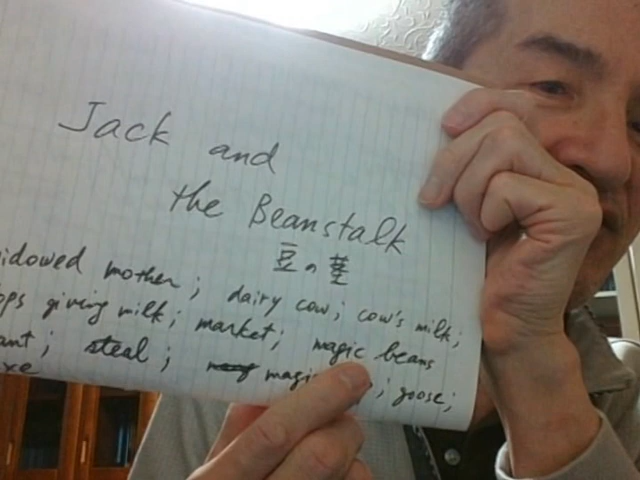 Jack and
the Beanstalk
豆の茎
idowed mother; dairy cow; cow's milk;
ops giving milk; market; magic beans
ant; steal; ; goose;
xe